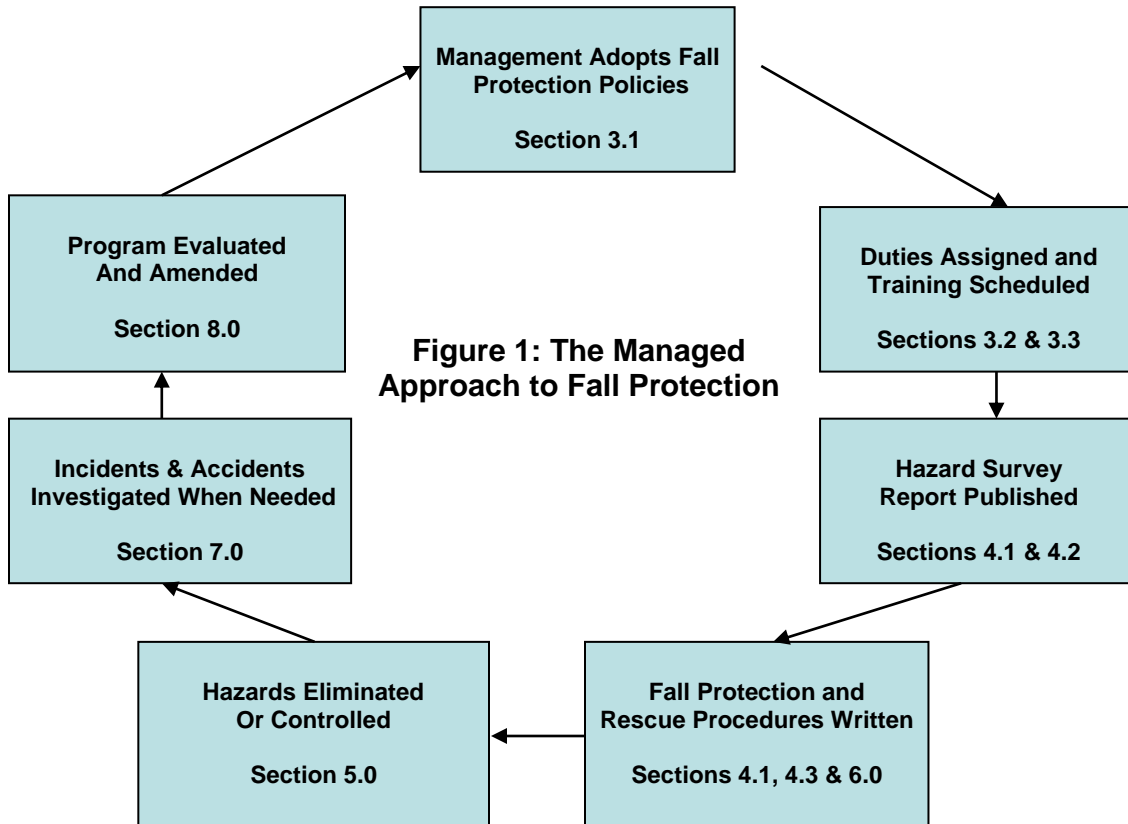 Management Adopts Fall
Protection Policies
Section 3.1
Program Evaluated
And Amended
Section 8.0
Duties Assigned and
Training Scheduled
Sections 3.2 & 3.3
Figure 1: The Managed
Approach to Fall Protection
Incidents & Accidents
Investigated When Needed
Section 7.0
Hazard Survey
Report Published
Sections 4.1 & 4.2
Hazards Eliminated
Or Controlled
Section 5.0
Fall Protection and
Rescue Procedures Written
Sections 4.1, 4.3 & 6.0